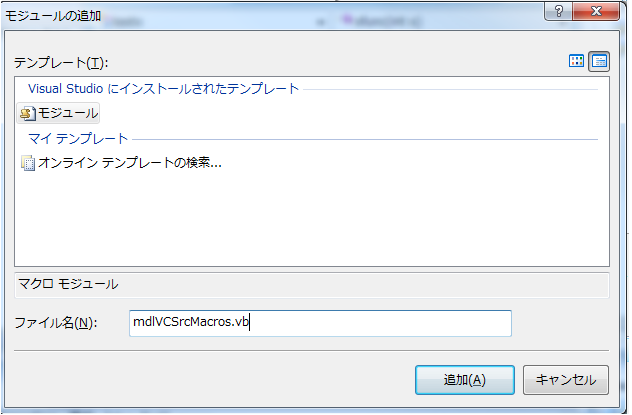 モジュールの追加
テンプレート(T):
Visual Studio にインストールされたテンプレート
モジュール
マイ テンプレート
オンライン テンプレートの検索...
マクロ モジュール
ファイル名(N):
mdlVCSrcMacros.vb
追加(A)
キャンセル